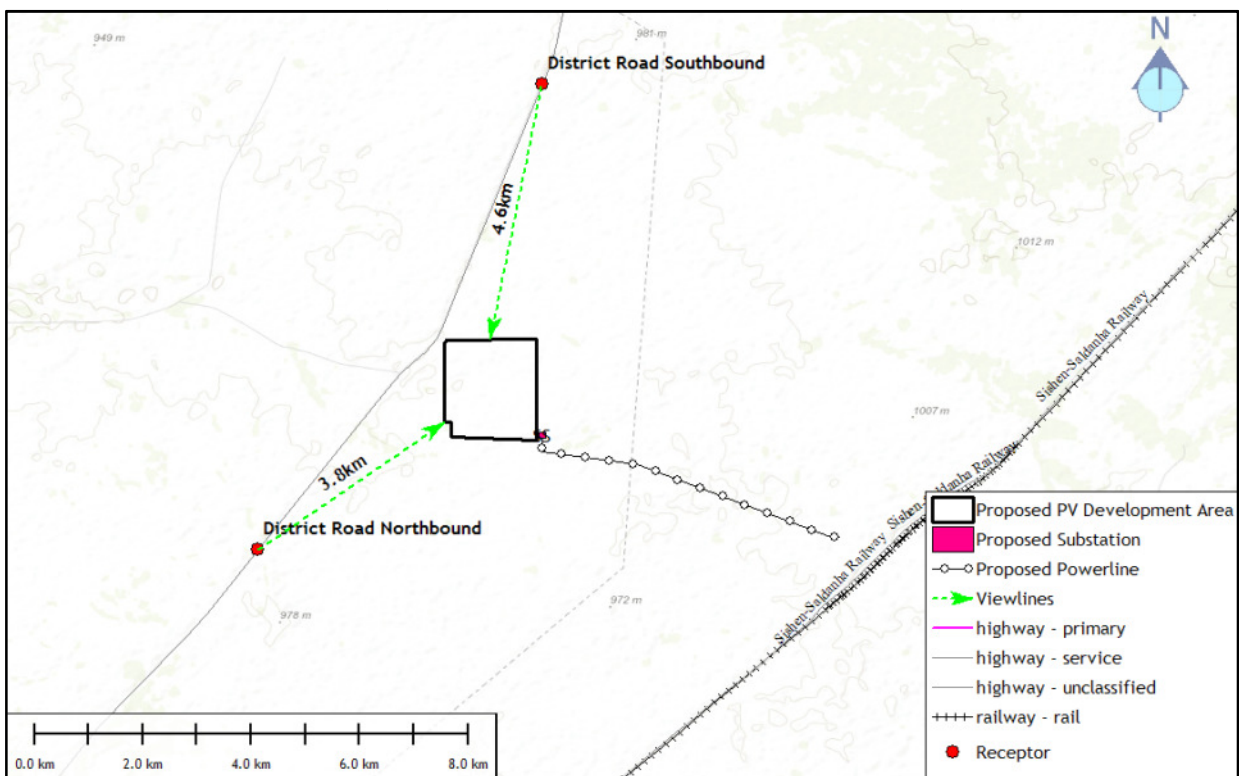 949 m
981 m
N
District Road Southbound
4.6km
1012 m
Sishen-Saldanha Railway
1007 m
3.8km
Sishen-Saldanha Railway
District Road Northbound
Sishen-Saldanha Railway
978 m
972 m
Proposed PV Development Area
Proposed Substation
Proposed Powerline
Viewlines
highway - primary
highway - service
highway - unclassified
railway - rail
Receptor
0.0 km 2.0 km 4.0 km 6.0 km 8.0 km